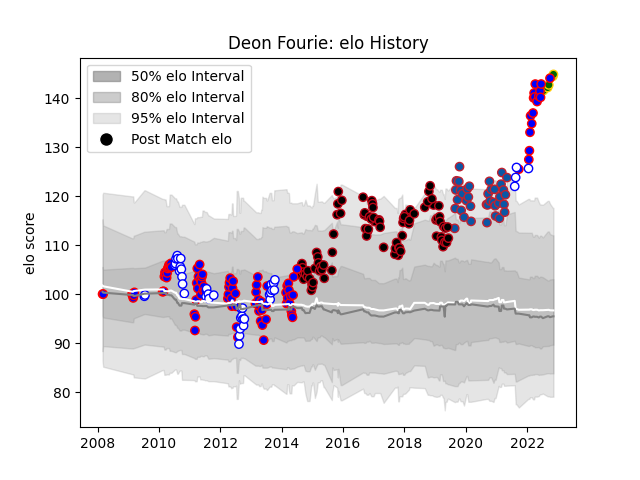 Deon Fourie: elo History
50% elo Interval
80% elo Interval
95% elo Interval
Post Match elo
elo score
140
130
120
110
100
90
80
2008 2010 2012 2014 2016 2018 2020 2022